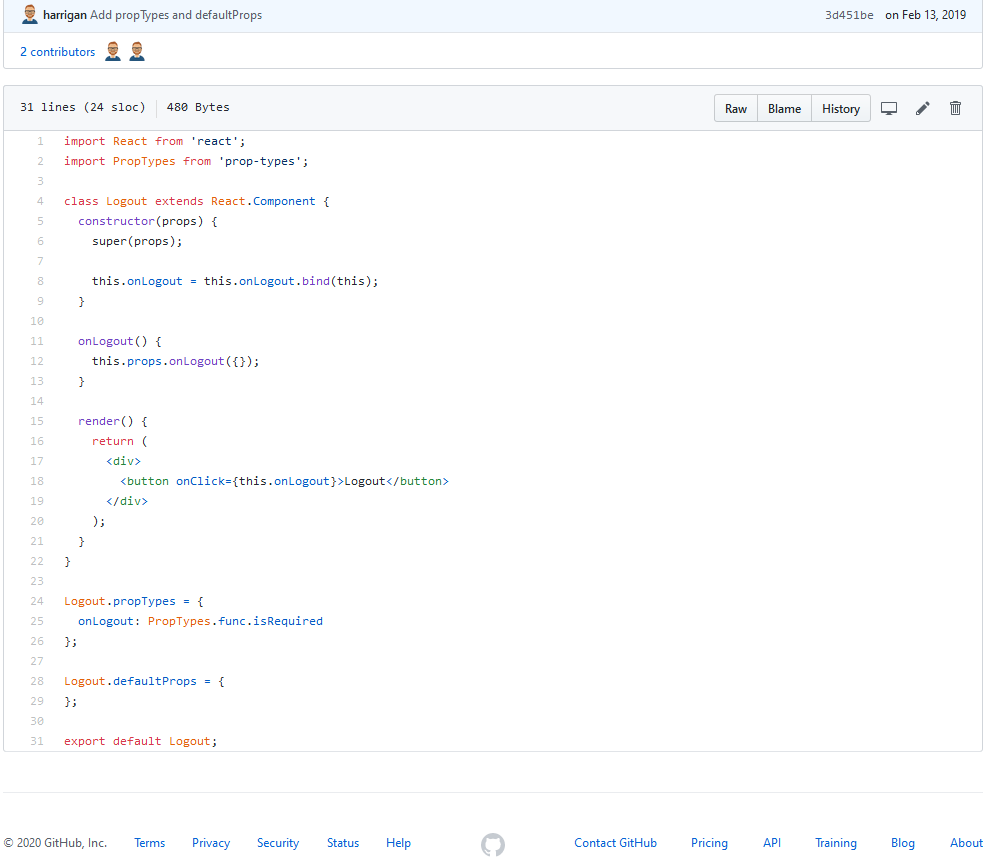 harrigan Add propTypes and defaultProps 3d451be on Feb 13, 2019
2 contributors
31 lines (24 sloc) 480 Bytes Raw Blame History
1 import React from 'react';
2 import PropTypes from 'prop-types';
3
4 class Logout extends React.Component {
5   constructor(props) {
6     super(props);
7
8     this.onLogout = this.onLogout.bind(this);
9   }
10
11   onLogout() {
12     this.props.onLogout({});
13   }
14
15   render() {
16     return (
17       <div>
18         <button onClick={this.onLogout}>Logout</button>
19       </div>
20     );
21   }
22 }
23
24 Logout.propTypes = {
25   onLogout: PropTypes.func.isRequired
26 };
27
28 Logout.defaultProps = {
29 };
30
31 export default Logout;
© 2020 GitHub, Inc. Terms Privacy Security Status Help Contact GitHub Pricing API Training Blog About